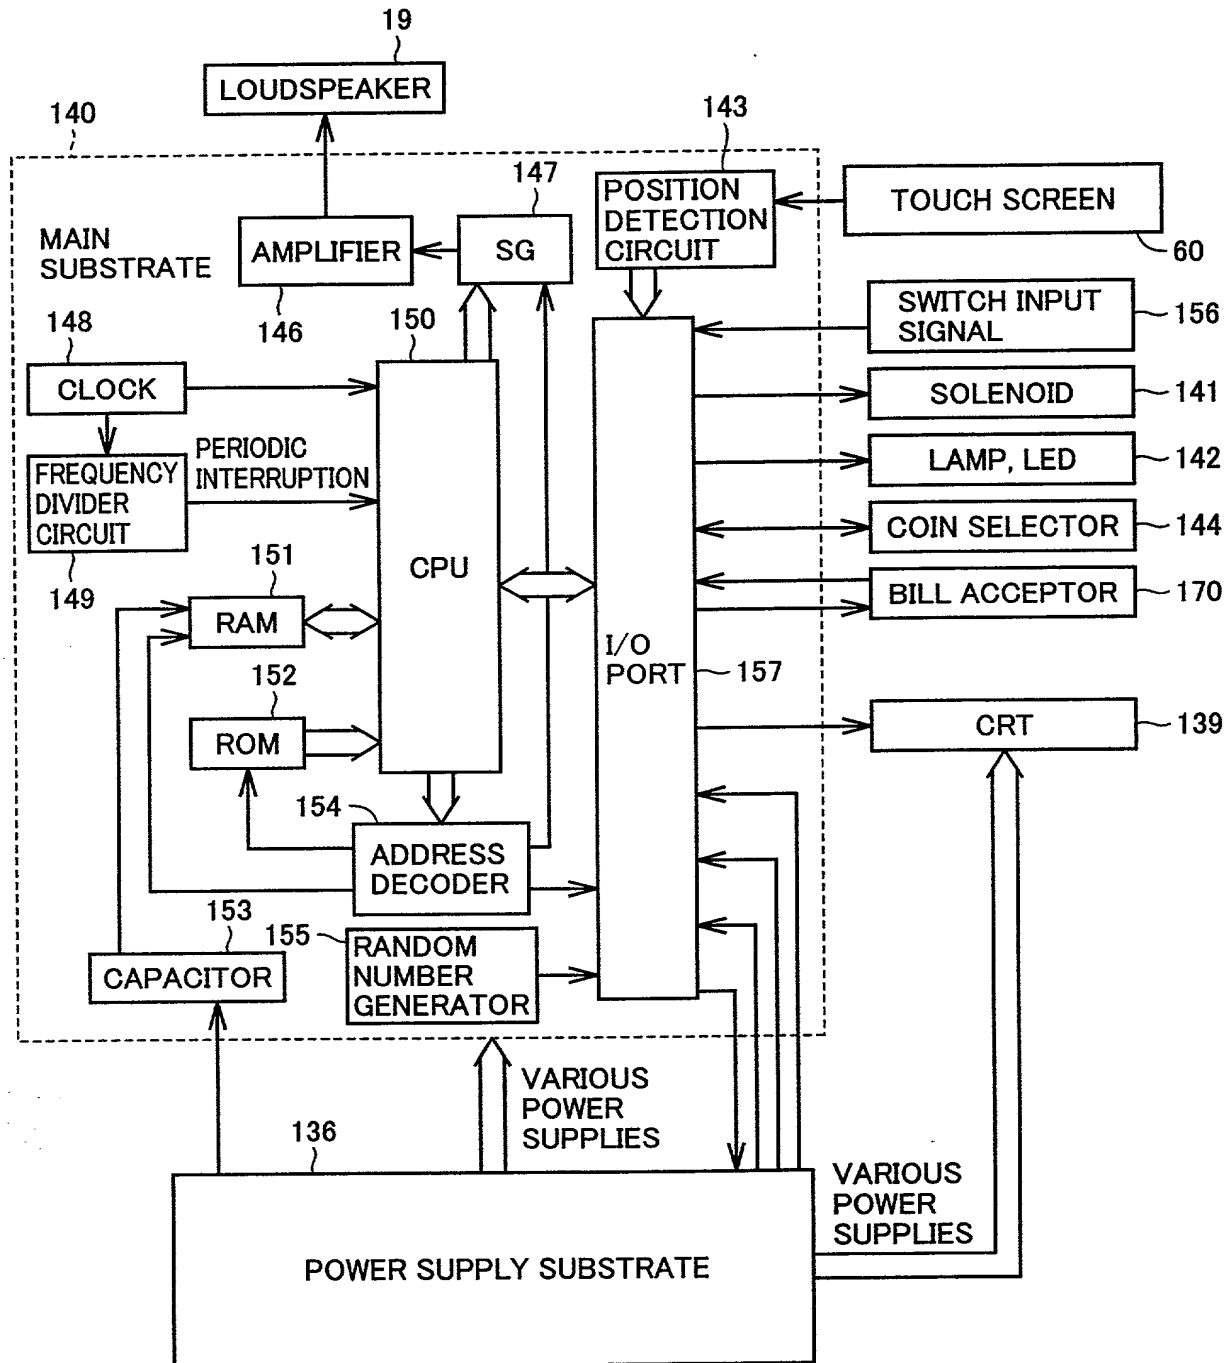 19
LOUDSPEAKER
140
143
147
POSITION
DETECTION
CIRCUIT
TOUCH SCREEN
60
MAIN
SUBSTRATE
AMPLIFIER
SG
146
150
SWITCH INPUT
SIGNAL
156
148
CLOCK
SOLENOID
141
PERIODIC
INTERRUPTION
LAMP, LED
142
FREQUENCY
DIVIDER
CIRCUIT
149
COIN SELECTOR
144
151
RAM
CPU
BILL ACCEPTOR
170
I/O
PORT
157
152
ROM
CRT
139
154
ADDRESS
DECODER
153
CAPACITOR
155
RANDOM
NUMBER
GENERATOR
VARIOUS
POWER
SUPPLIES
136
VARIOUS
POWER
SUPPLIES
POWER SUPPLY SUBSTRATE